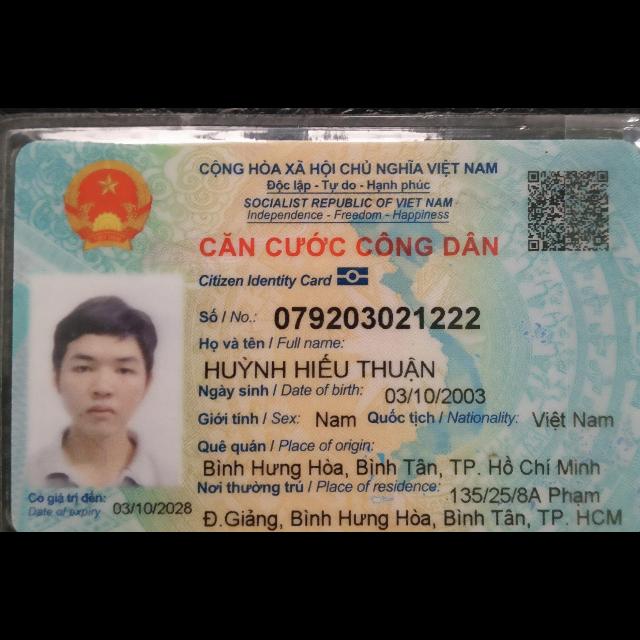 CỘNG HÒA XÃ HỘI CHỦ NGHĨA VIỆT NAM
Độc lập - Tự do - Hạnh phúc
SOCIALIST REPUBLIC OF VIET NAM
Independence - Freedom - Happiness
CĂN CƯỚC CÔNG DÂN
Citizen Identity Card
Số / No.: 079203021222
Họ và tên / Full name:
HUỲNH HIẾU THUẬN
Ngày sinh / Date of birth: 03/10/2003
Giới tính / Sex: Nam Quốc tịch / Nationality: Việt Nam
Quê quán / Place of origin:
Bình Hưng Hòa, Bình Tân, TP. Hồ Chí Minh
Nơi thường trú / Place of residence: 135/25/8A Phạm
Đ.Giảng, Bình Hưng Hòa, Bình Tân, TP. HCM
Có giá trị đến: 03/10/2028
Date of expiry